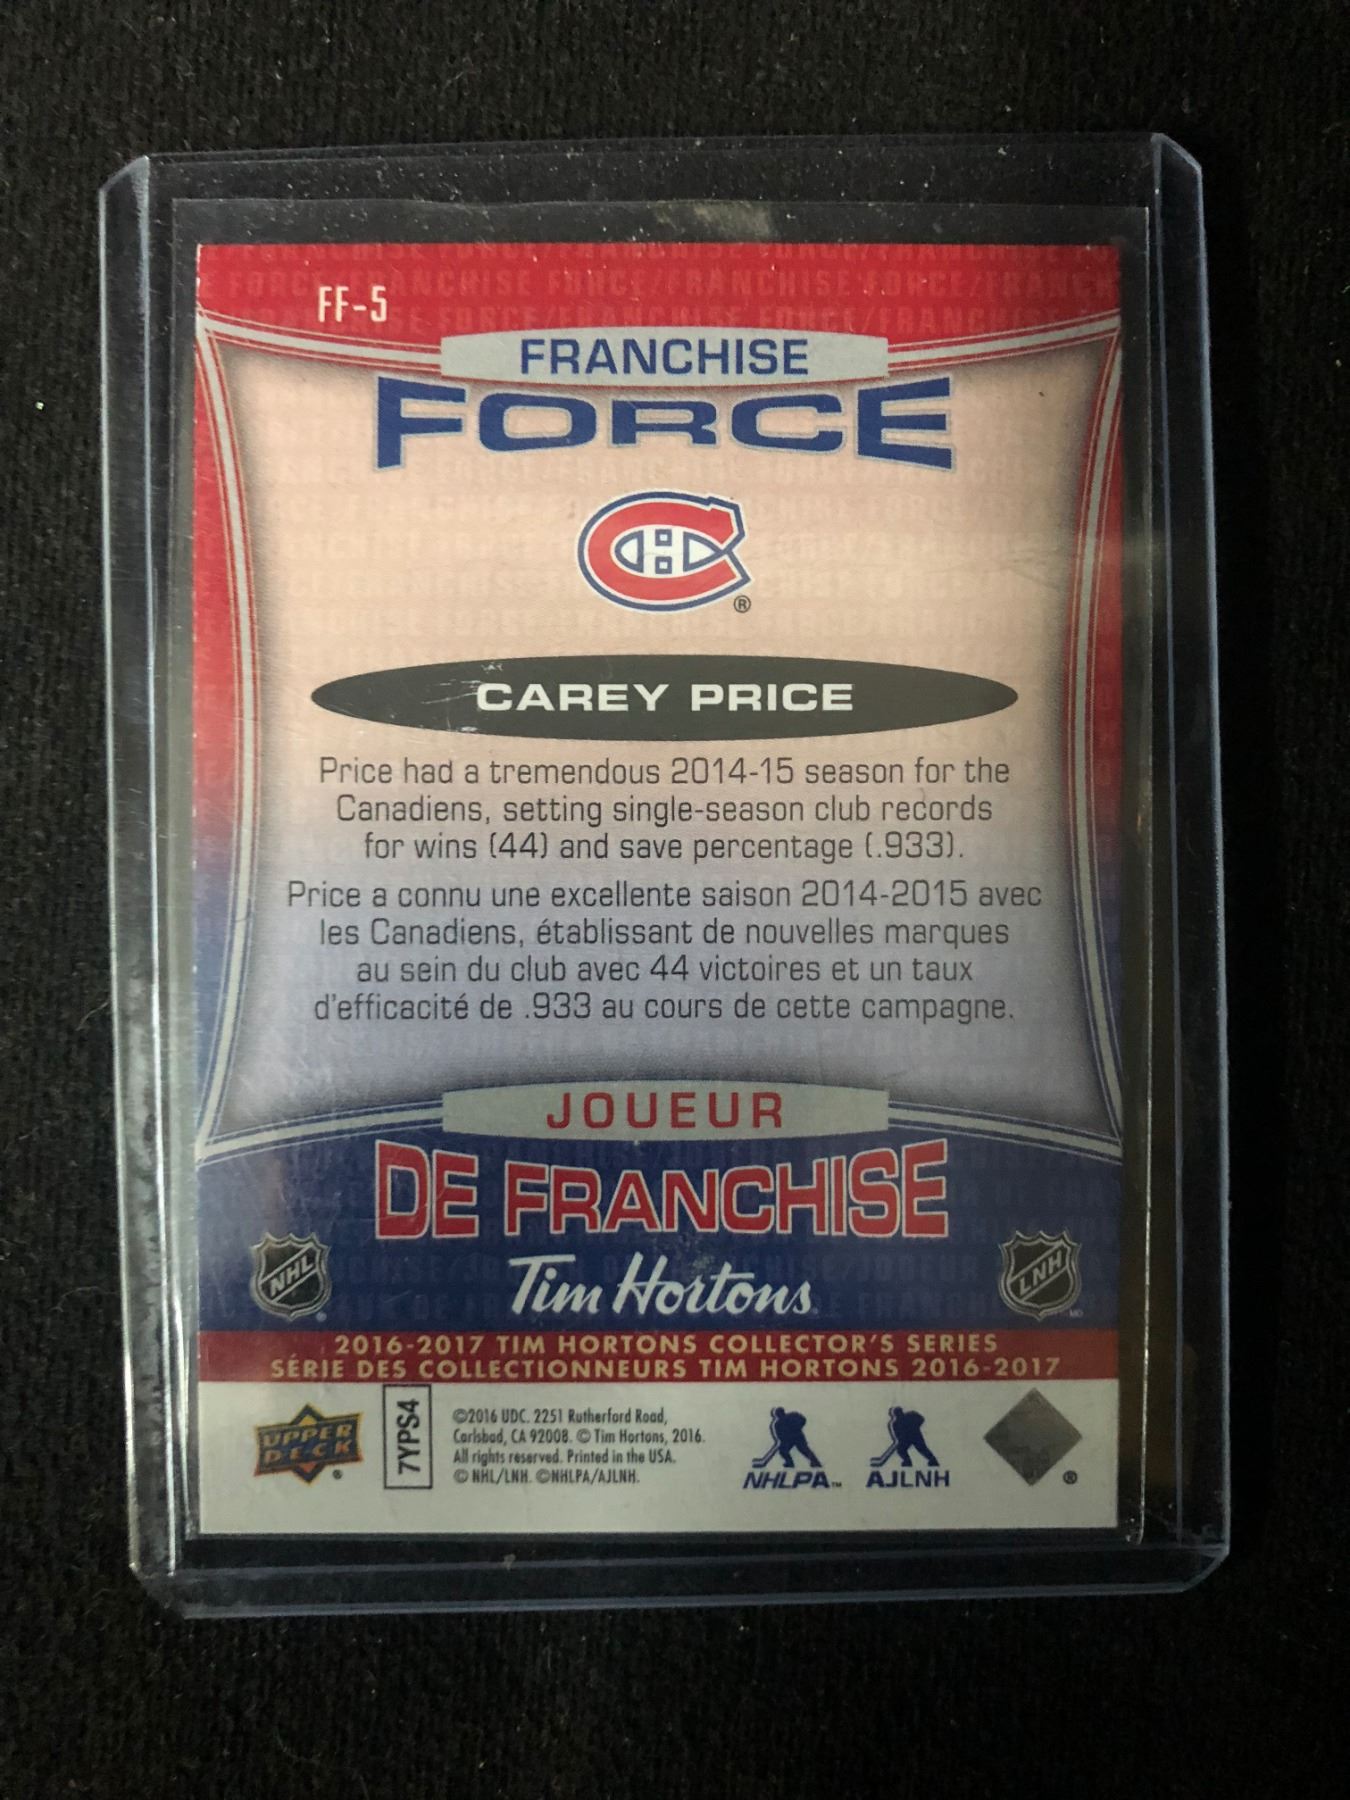 FF-5
FRANCHISE
FORCE
®
CAREY PRICE
Price had a tremendous 2014-15 season for the
Canadiens, setting single-season club records
for wins (44) and save percentage (.933).
Price a connu une excellente saison 2014-2015 avec
les Canadiens, établissant de nouvelles marques
au sein du club avec 44 victoires et un taux
d'efficacité de .933 au cours de cette campagne.
JOUEUR
DE FRANCHISE
NHL
Tim Hortons
LNH
2016-2017 TIM HORTONS COLLECTOR'S SERIES
SÉRIE DES COLLECTIONNEURS TIM HORTONS 2016-2017
UPPER
DECK
7YPS4
©2016 UDC. 2251 Rutherford Road,
Carlsbad, CA 92008. © Tim Hortons, 2016.
All rights reserved. Printed in the USA.
© NHL/LNH. ©NHLPA/AJLNH.
NHLPA™
AJLNH
®